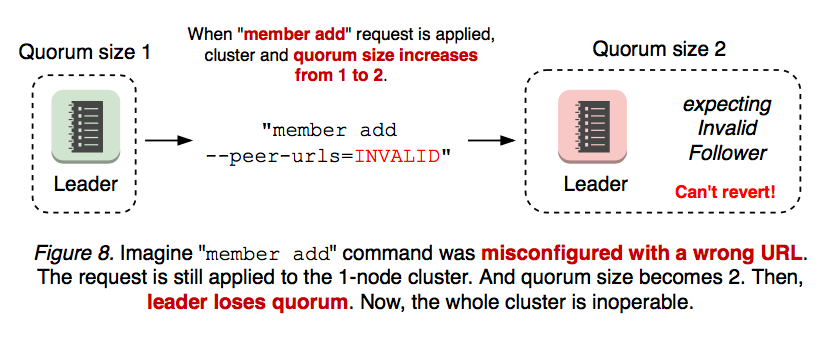 When "member add" request is applied,
cluster and quorum size increases
from 1 to 2.
Quorum size 1
Leader
"member add
--peer-urls=INVALID"
Quorum size 2
Leader
expecting
Invalid
Follower
Can't revert!
Figure 8. Imagine "member add" command was misconfigured with a wrong URL.
The request is still applied to the 1-node cluster. And quorum size becomes 2. Then,
leader loses quorum. Now, the whole cluster is inoperable.